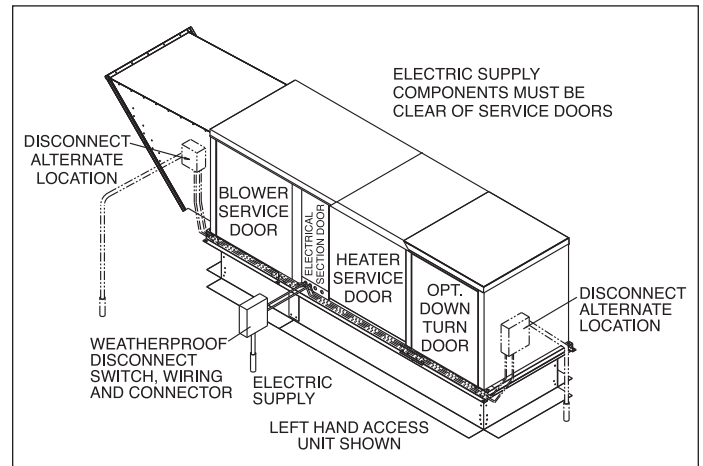 ELECTRIC SUPPLY
COMPONENTS MUST BE
CLEAR OF SERVICE DOORS
DISCONNECT
ALTERNATE
LOCATION
BLOWER
SERVICE
DOOR
ELECTRICAL
SECTION DOOR
HEATER
SERVICE
DOOR
OPT.
DOWN
TURN
DOOR
DISCONNECT
ALTERNATE
LOCATION
WEATHERPROOF
DISCONNECT
SWITCH, WIRING
AND CONNECTOR
ELECTRIC
SUPPLY
LEFT HAND ACCESS
UNIT SHOWN